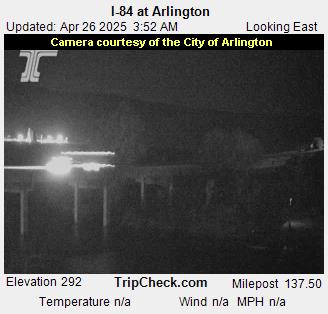 I-84 at Arlington
Updated: Apr 26 2025 3:52 AM Looking East
Camera courtesy of the City of Arlington
Elevation 292 TripCheck.com Milepost 137.50
Temperature n/a Wind n/a MPH n/a